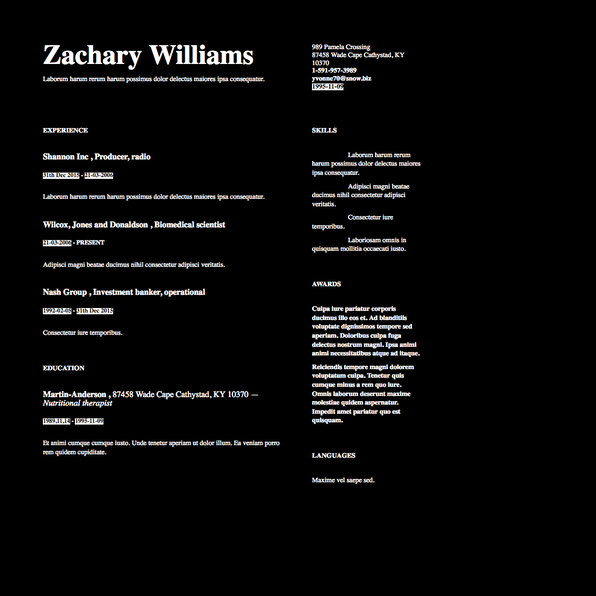 Zachary Williams
Laborum harum rerum harum possimus dolor delectus maiores ipsa consequatur.
989 Pamela Crossing
87458 Wade Cape Cathystad, KY
10370
1-591-957-3989
yvonne70@snow.biz
1995-11-09
EXPERIENCE
Shannon Inc , Producer, radio
31th Dec 2015 - 21-03-2006
Laborum harum rerum harum possimus dolor delectus maiores ipsa consequatur.
Wilcox, Jones and Donaldson , Biomedical scientist
21-03-2006 - PRESENT
Adipisci magni beatae ducimus nihil consectetur adipisci veritatis.
Nash Group , Investment banker, operational
1992-02-02 - 31th Dec 2015
Consectetur iure temporibus.
EDUCATION
Martin-Anderson , 87458 Wade Cape Cathystad, KY 10370 —
Nutritional therapist
1989.11.14 - 1995-11-09
Et animi cumque cumque iusto. Unde tenetur aperiam ut dolor illum. Ea veniam porro
rem quidem cupiditate.
SKILLS
Laborum harum rerum
harum possimus dolor delectus maiores
ipsa consequatur.
Adipisci magni beatae
ducimus nihil consectetur adipisci
veritatis.
Consectetur iure
temporibus.
Laboriosam omnis in
quisquam mollitia occaecati iusto.
AWARDS
Culpa iure pariatur corporis
ducimus illo eos et. Ad blanditiis
voluptate dignissimos tempore sed
aperiam. Doloribus culpa fuga
delectus nostrum magni. Ipsa animi
animi necessitatibus atque ad itaque.
Reiciendis tempore magni dolorem
voluptatum culpa. Tenetur quis
cumque minus a rem quo iure.
Omnis laborum deserunt maxime
molestiae quidem aspernatur.
Impedit amet pariatur quo est
quisquam.
LANGUAGES
Maxime vel saepe sed.